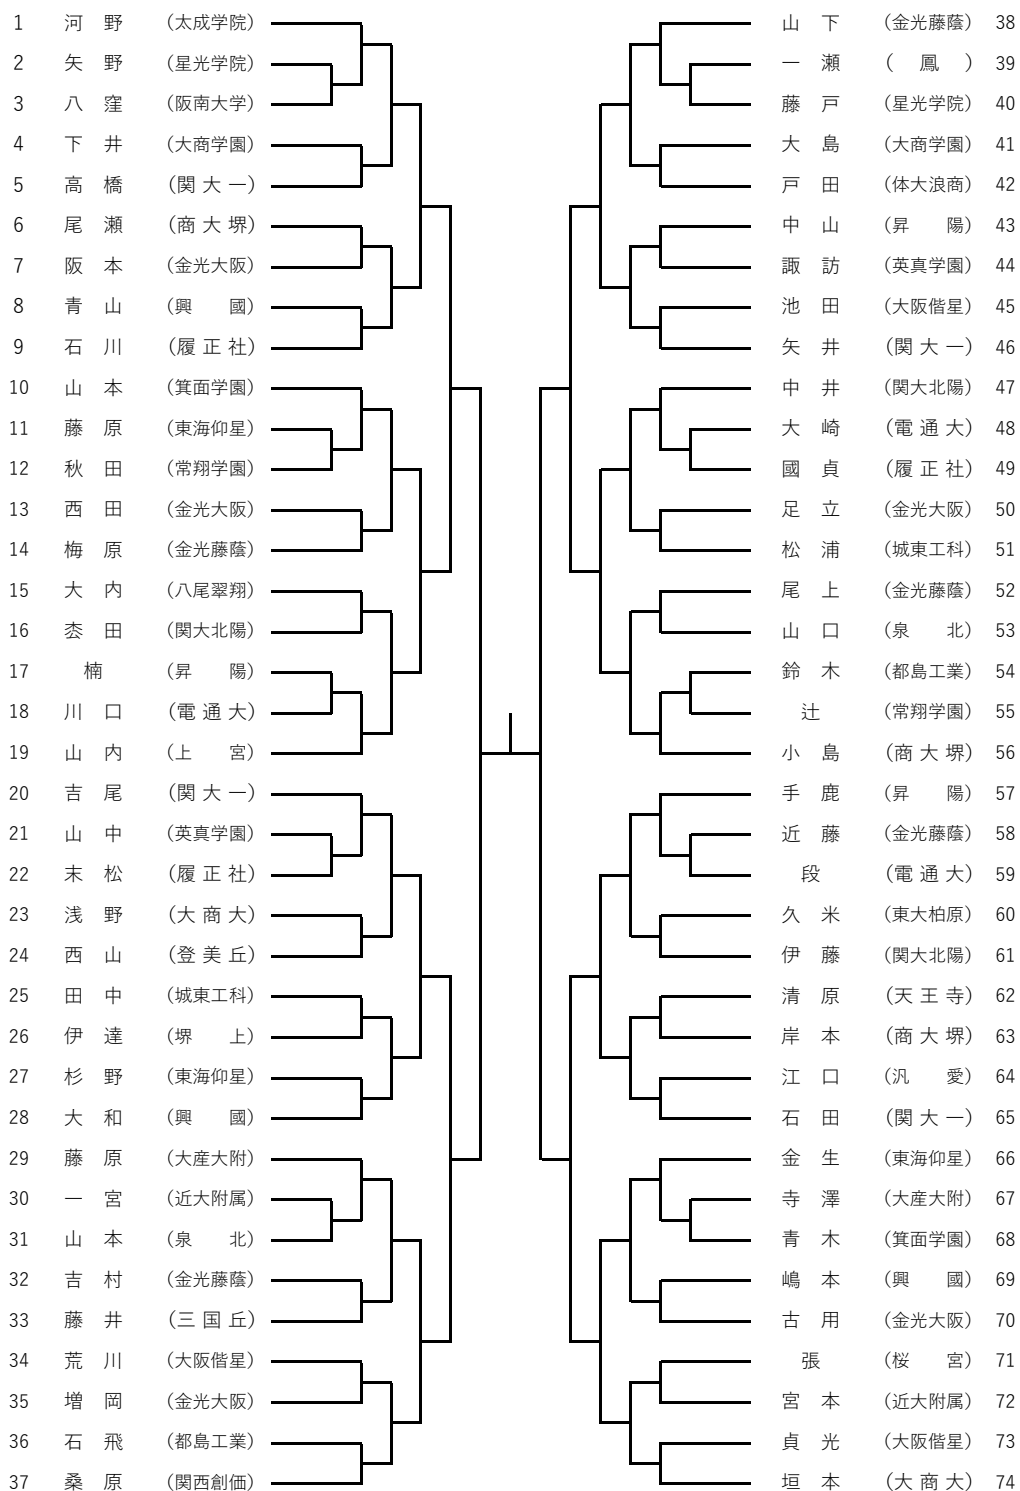 1 河野 (太成学院) 山下 (金光藤蔭) 38
2 矢野 (星光学院) 一瀬 (鳳) 39
3 八窪 (阪南大学) 藤戸 (星光学院) 40
4 下井 (大商学園) 大島 (大商学園) 41
5 高橋 (関大一) 戸田 (体大浪商) 42
6 尾瀬 (商大堺) 中山 (昇陽) 43
7 阪本 (金光大阪) 諏訪 (英真学園) 44
8 青山 (興國) 池田 (大阪偕星) 45
9 石川 (履正社) 矢井 (関大一) 46
10 山本 (箕面学園) 中井 (関大北陽) 47
11 藤原 (東海仰星) 大崎 (電通大) 48
12 秋田 (常翔学園) 國貞 (履正社) 49
13 西田 (金光大阪) 足立 (金光大阪) 50
14 梅原 (金光藤蔭) 松浦 (城東工科) 51
15 大内 (八尾翠翔) 尾上 (金光藤蔭) 52
16 枩田 (関大北陽) 山口 (泉北) 53
17 楠 (昇陽) 鈴木 (都島工業) 54
18 川口 (電通大) 辻 (常翔学園) 55
19 山内 (上宮) 小島 (商大堺) 56
20 吉尾 (関大一) 手鹿 (昇陽) 57
21 山中 (英真学園) 近藤 (金光藤蔭) 58
22 末松 (履正社) 段 (電通大) 59
23 浅野 (大商大) 久米 (東大柏原) 60
24 西山 (登美丘) 伊藤 (関大北陽) 61
25 田中 (城東工科) 清原 (天王寺) 62
26 伊達 (堺上) 岸本 (商大堺) 63
27 杉野 (東海仰星) 江口 (汎愛) 64
28 大和 (興國) 石田 (関大一) 65
29 藤原 (大産大附) 金生 (東海仰星) 66
30 一宮 (近大附属) 寺澤 (大産大附) 67
31 山本 (泉北) 青木 (箕面学園) 68
32 吉村 (金光藤蔭) 嶋本 (興國) 69
33 藤井 (三国丘) 古用 (金光大阪) 70
34 荒川 (大阪偕星) 張 (桜宮) 71
35 増岡 (金光大阪) 宮本 (近大附属) 72
36 石飛 (都島工業) 貞光 (大阪偕星) 73
37 桑原 (関西創価) 垣本 (大商大) 74